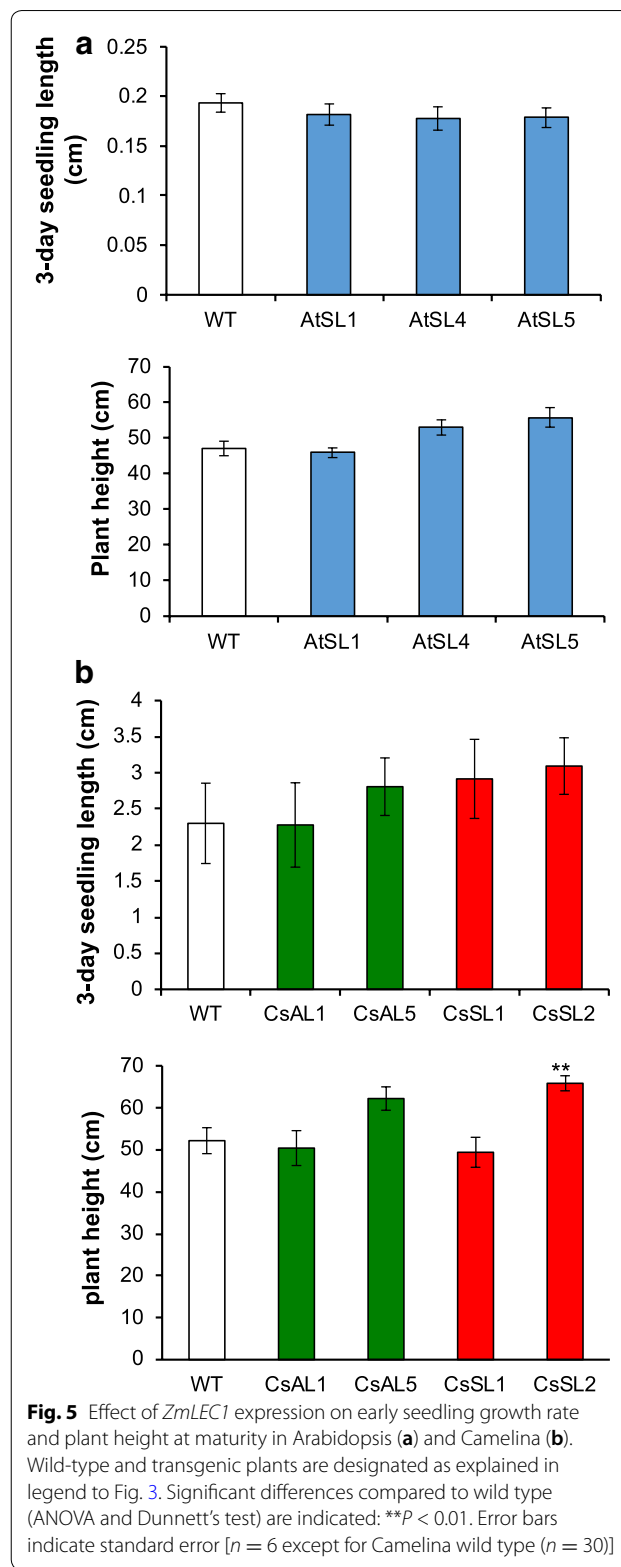 a
3-day seedling length
(cm)
0.25
0.2
0.15
0.1
0.05
0
WT AtSL1 AtSL4 AtSL5
Plant height (cm)
70
60
50
40
30
20
10
0
WT AtSL1 AtSL4 AtSL5
b
3-day seedling length (cm)
4
3.5
3
2.5
2
1.5
1
0.5
0
WT CsAL1 CsAL5 CsSL1 CsSL2
plant height (cm)
70
60
50
40
30
20
10
0
**
WT CsAL1 CsAL5 CsSL1 CsSL2
Fig. 5 Effect of ZmLEC1 expression on early seedling growth rate
and plant height at maturity in Arabidopsis (a) and Camelina (b).
Wild-type and transgenic plants are designated as explained in
legend to Fig. 3. Significant differences compared to wild type
(ANOVA and Dunnett's test) are indicated: **P < 0.01. Error bars
indicate standard error [n = 6 except for Camelina wild type (n = 30)]